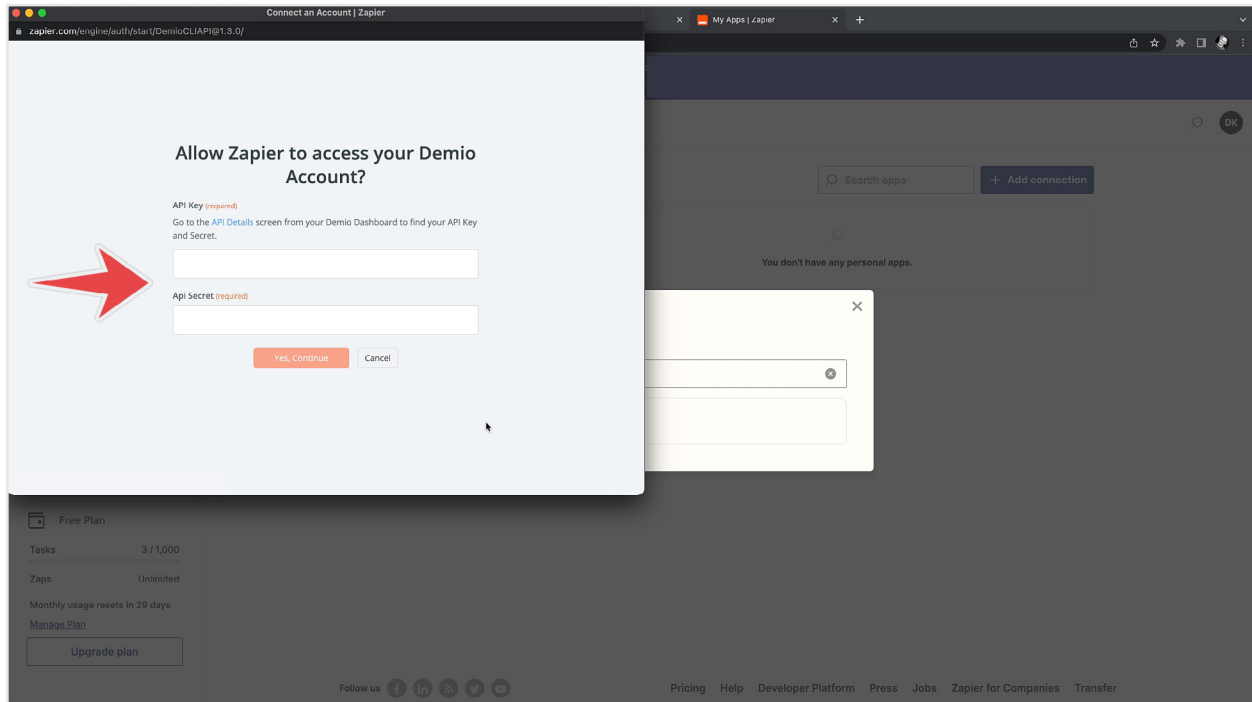 Connect an Account | Zapier
zapier.com/engine/auth/start/DemioCLIAPI@1.3.0/
My Apps | Zapier
DK
Allow Zapier to access your Demio
Account?
API Key (required)
Go to the API Details screen from your Demio Dashboard to find your API Key
and Secret.
Api Secret (required)
Yes, Continue
Cancel
Search apps
+ Add connection
You don't have any personal apps.
Free Plan
Tasks 3 / 1,000
Zaps Unlimited
Monthly usage resets in 29 days
Manage Plan
Upgrade plan
Follow us
Pricing Help Developer Platform Press Jobs Zapier for Companies Transfer